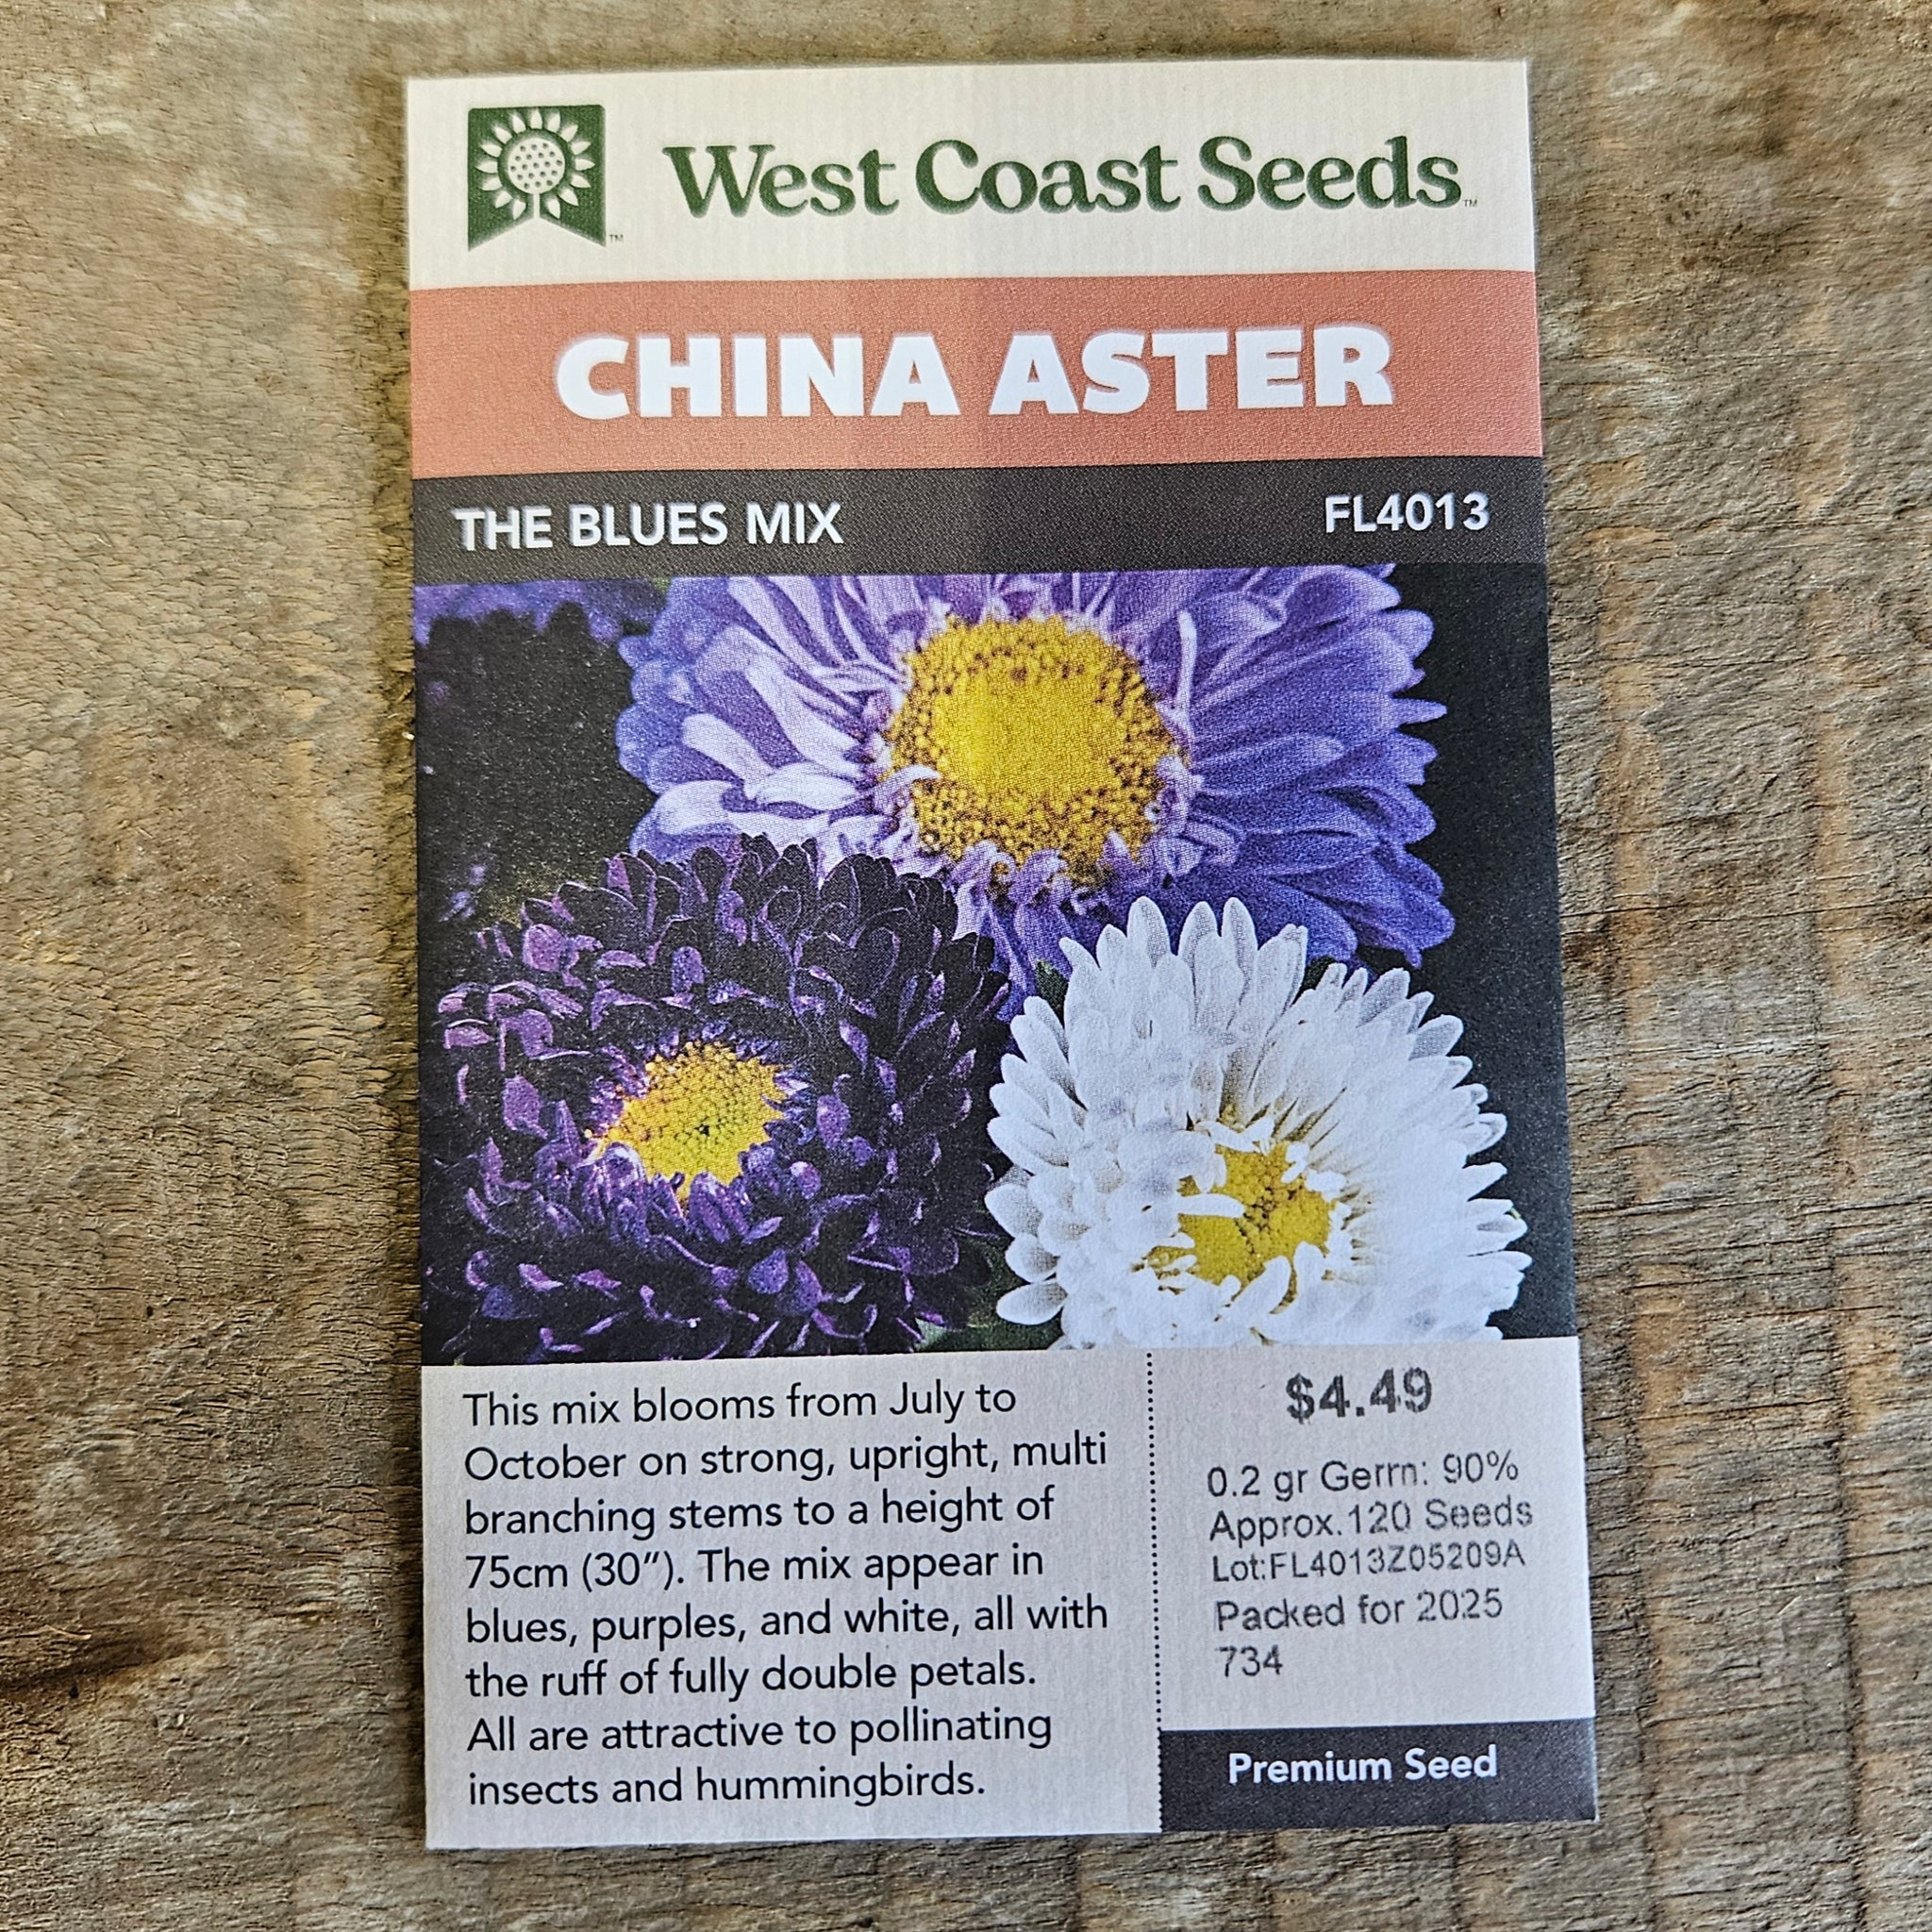 West Coast Seeds™
CHINA ASTER
THE BLUES MIX FL4013
This mix blooms from July to
October on strong, upright, multi
branching stems to a height of
75cm (30″). The mix appear in
blues, purples, and white, all with
the ruff of fully double petals.
All are attractive to pollinating
insects and hummingbirds.
$4.49
0.2 gr Germ: 90%
Approx.120 Seeds
Lot:FL4013Z05209A
Packed for 2025
734
Premium Seed